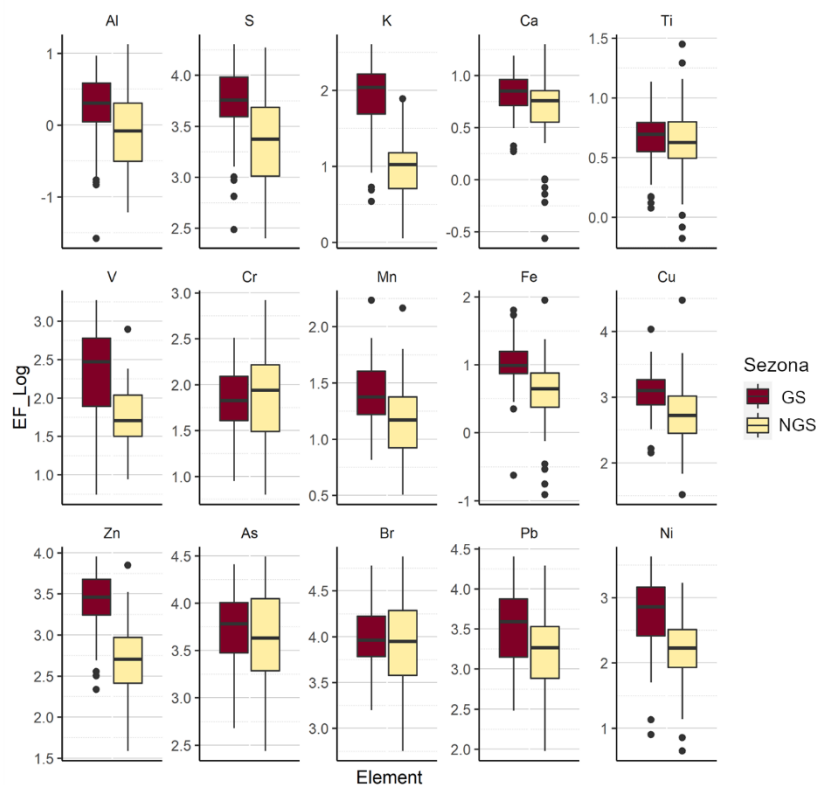 Al S K Ca Ti
1 0 -1
4.0 3.5 3.0 2.5
2 1 0
1.0 0.5 0.0 -0.5
1.5 1.0 0.5 0.0
V Cr Mn Fe Cu
3.0 2.5 2.0 1.5 1.0
3.0 2.5 2.0 1.5 1.0
2.0 1.5 1.0 0.5
2 1 0 -1
4 3 2
Zn As Br Pb Ni
4.0 3.5 3.0 2.5 2.0 1.5
4.5 4.0 3.5 3.0 2.5
4.5 4.0 3.5 3.0
4.5 4.0 3.5 3.0 2.5 2.0
3 2 1
EF_Log
Element
Sezona
GS
NGS